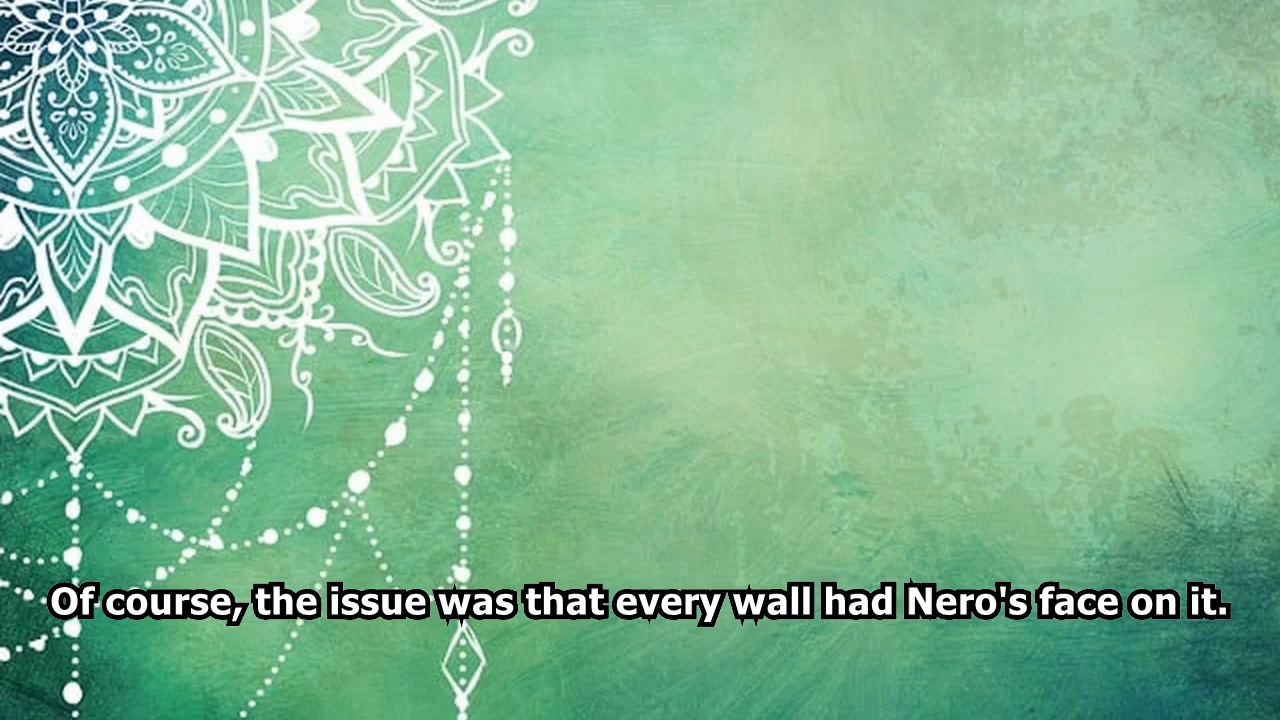 Of course, the issue was that every wall had Nero's face on it.